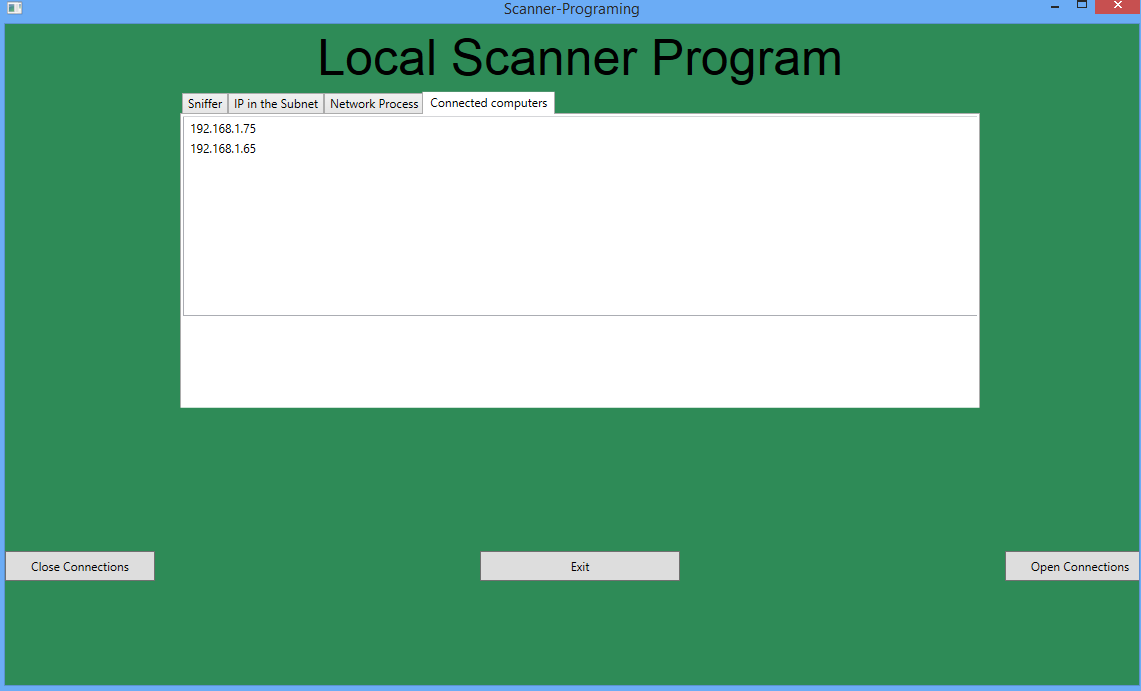 Scanner-Programing
Local Scanner Program
Sniffer IP in the Subnet Network Process Connected computers
192.168.1.75
192.168.1.65
Close Connections Exit Open Connections